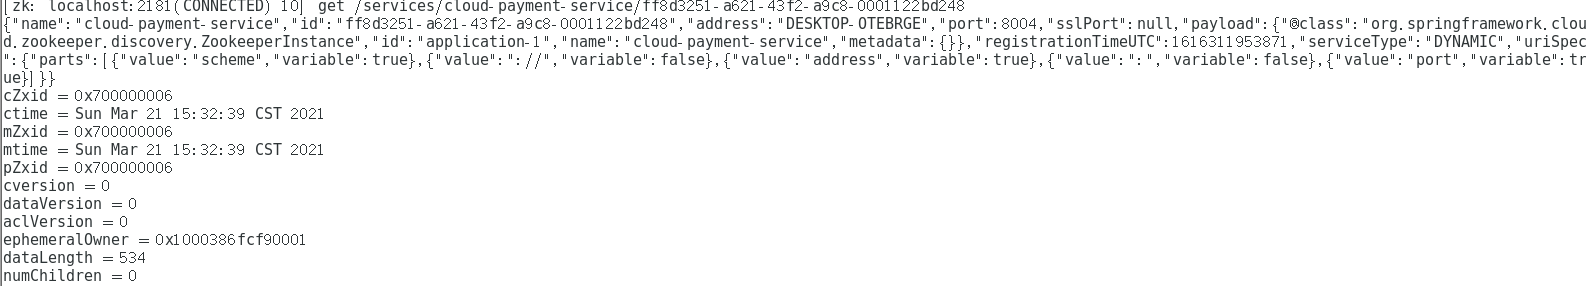 [zk: localhost:2181(CONNECTED) 10] get /services/cloud-payment-service/ff8d3251-a621-43f2-a9c8-0001122bd248
{"name":"cloud-payment-service","id":"ff8d3251-a621-43f2-a9c8-0001122bd248","address":"DESKTOP-OTEBRGE","port":8004,"sslPort":null,"payload":{"@class":"org.springframework.clou
d.zookeeper.discovery.ZookeeperInstance","id":"application-1","name":"cloud-payment-service","metadata":{}},"registrationTimeUTC":1616311953871,"serviceType":"DYNAMIC","uriSpec
":{"parts":[{"value":"scheme","variable":true},{"value":"://","variable":false},{"value":"address","variable":true},{"value":":","variable":false},{"value":"port","variable":tr
ue}]}}
cZxid = 0x700000006
ctime = Sun Mar 21 15:32:39 CST 2021
mZxid = 0x700000006
mtime = Sun Mar 21 15:32:39 CST 2021
pZxid = 0x700000006
cversion = 0
dataVersion = 0
aclVersion = 0
ephemeralOwner = 0x1000386fcf90001
dataLength = 534
numChildren = 0